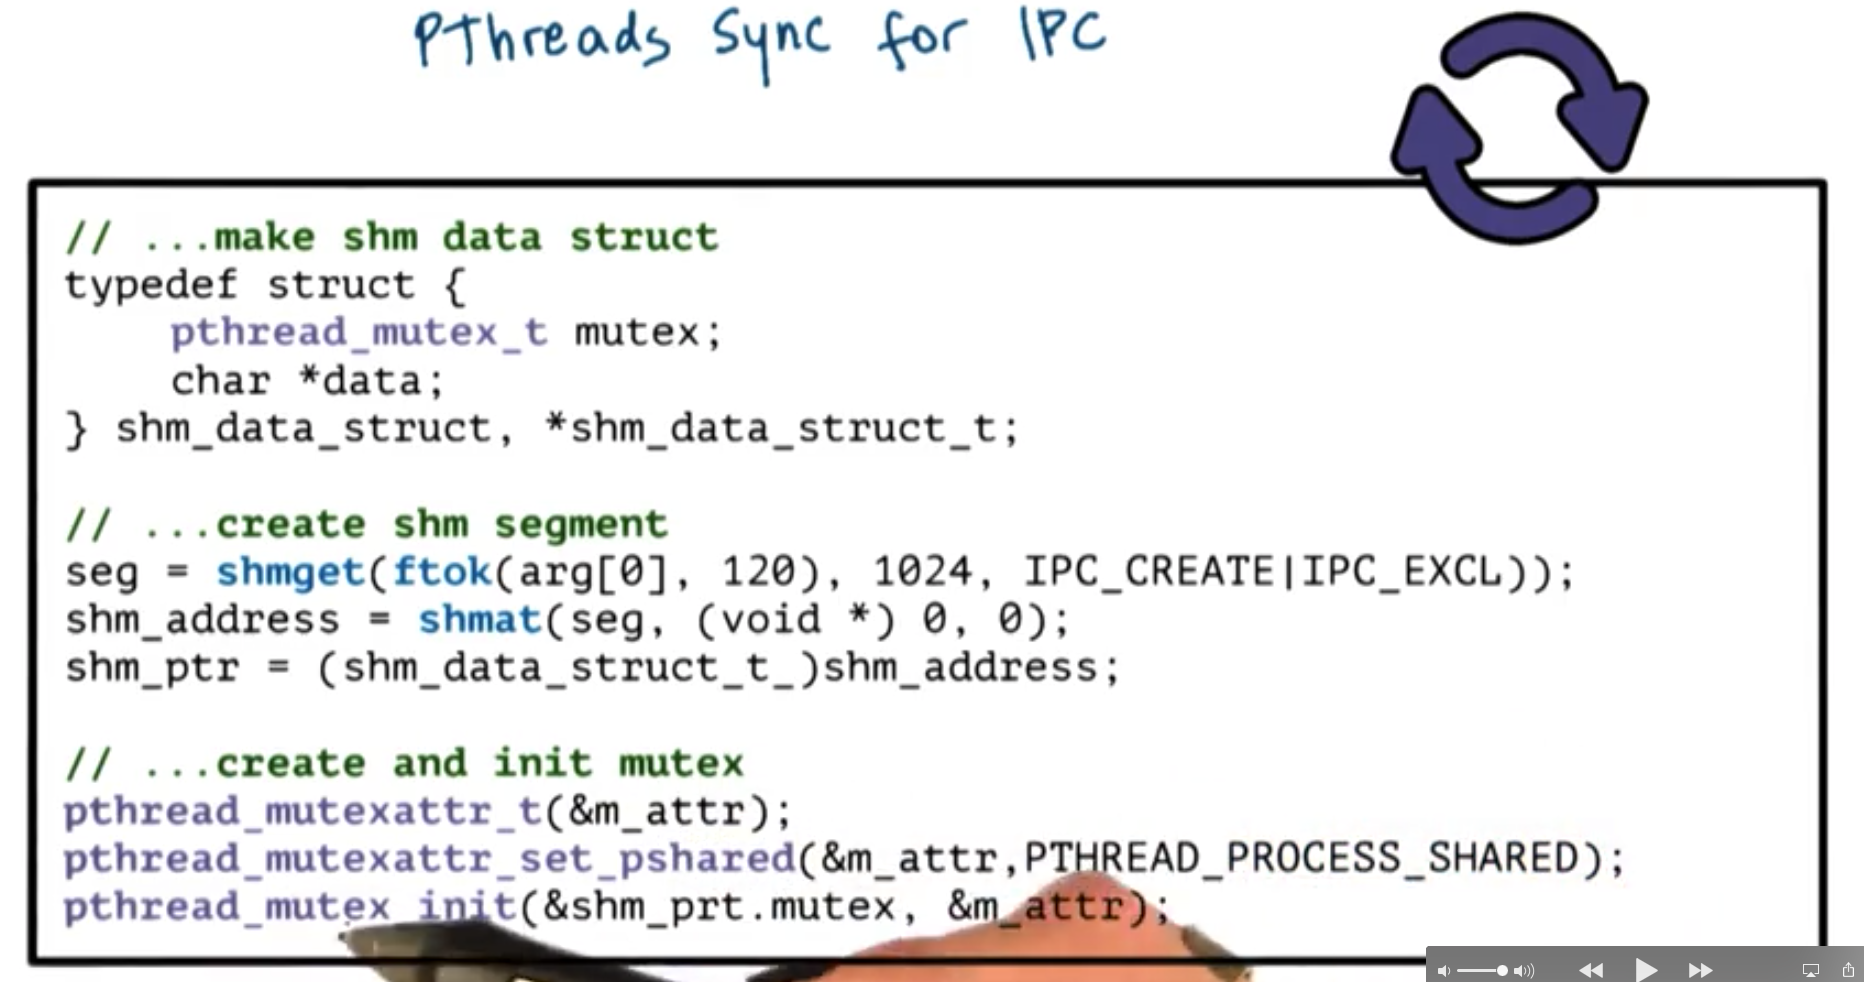 PThreads Sync for IPC
// ...make shm data struct
typedef struct {
pthread_mutex_t mutex;
char *data;
} shm_data_struct, *shm_data_struct_t;
// ...create shm segment
seg = shmget(ftok(arg[0], 120), 1024, IPC_CREATE|IPC_EXCL));
shm_address = shmat(seg, (void *) 0, 0);
shm_ptr = (shm_data_struct_t_)shm_address;
// ...create and init mutex
pthread_mutexattr_t(&m_attr);
pthread_mutexattr_set_pshared(&m_attr,PTHREAD_PROCESS_SHARED);
pthread_mutex_init(&shm_prt.mutex, &m_attr);